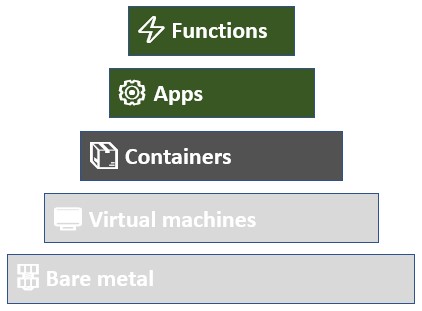 Functions
Apps
Containers
Virtual machines
Bare metal